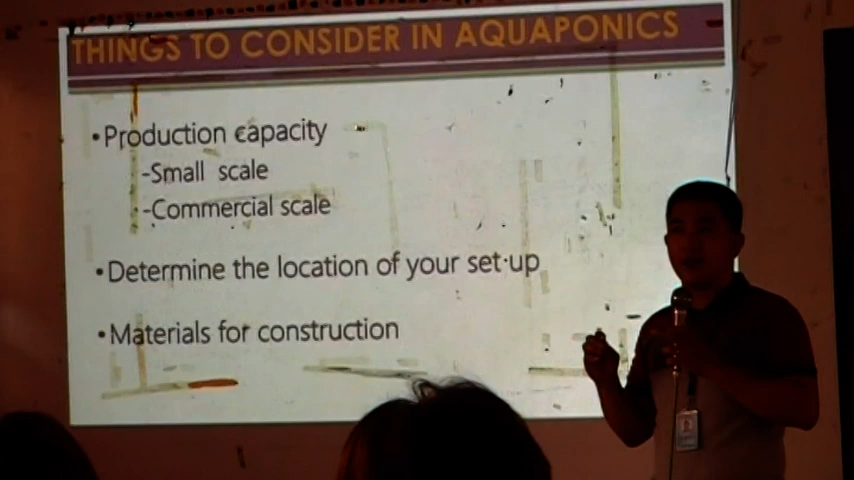 THINGS TO CONSIDER IN AQUAPONICS
•Production capacity
-Small scale
-Commercial scale
•Determine the location of your set-up
•Materials for construction